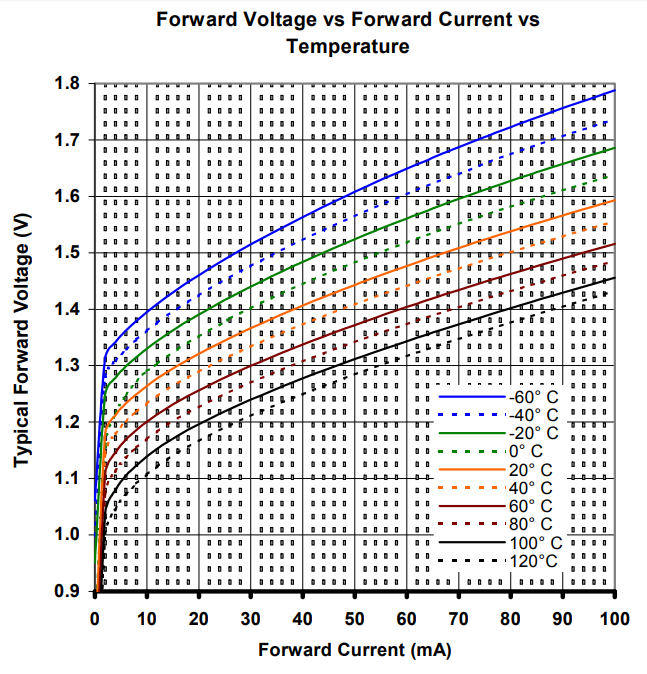 Forward Voltage vs Forward Current vs
Temperature
Typical Forward Voltage (V)
1.8
1.7
1.6
1.5
1.4
1.3
1.2
1.1
1.0
0.9
-60° C
-40° C
-20° C
0° C
20° C
40° C
60° C
80° C
100° C
120°C
0 10 20 30 40 50 60 70 80 90 100
Forward Current (mA)